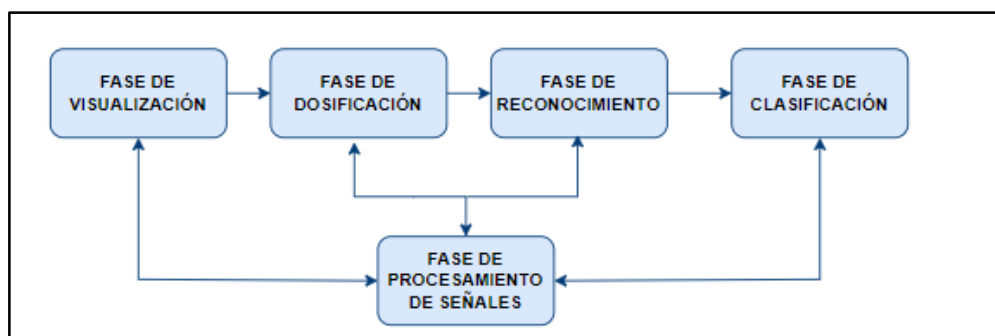 FASE DE
VISUALIZACIÓN
FASE DE
DOSIFICACIÓN
FASE DE
RECONOCIMIENTO
FASE DE
CLASIFICACIÓN
FASE DE
PROCESAMIENTO
DE SEÑALES